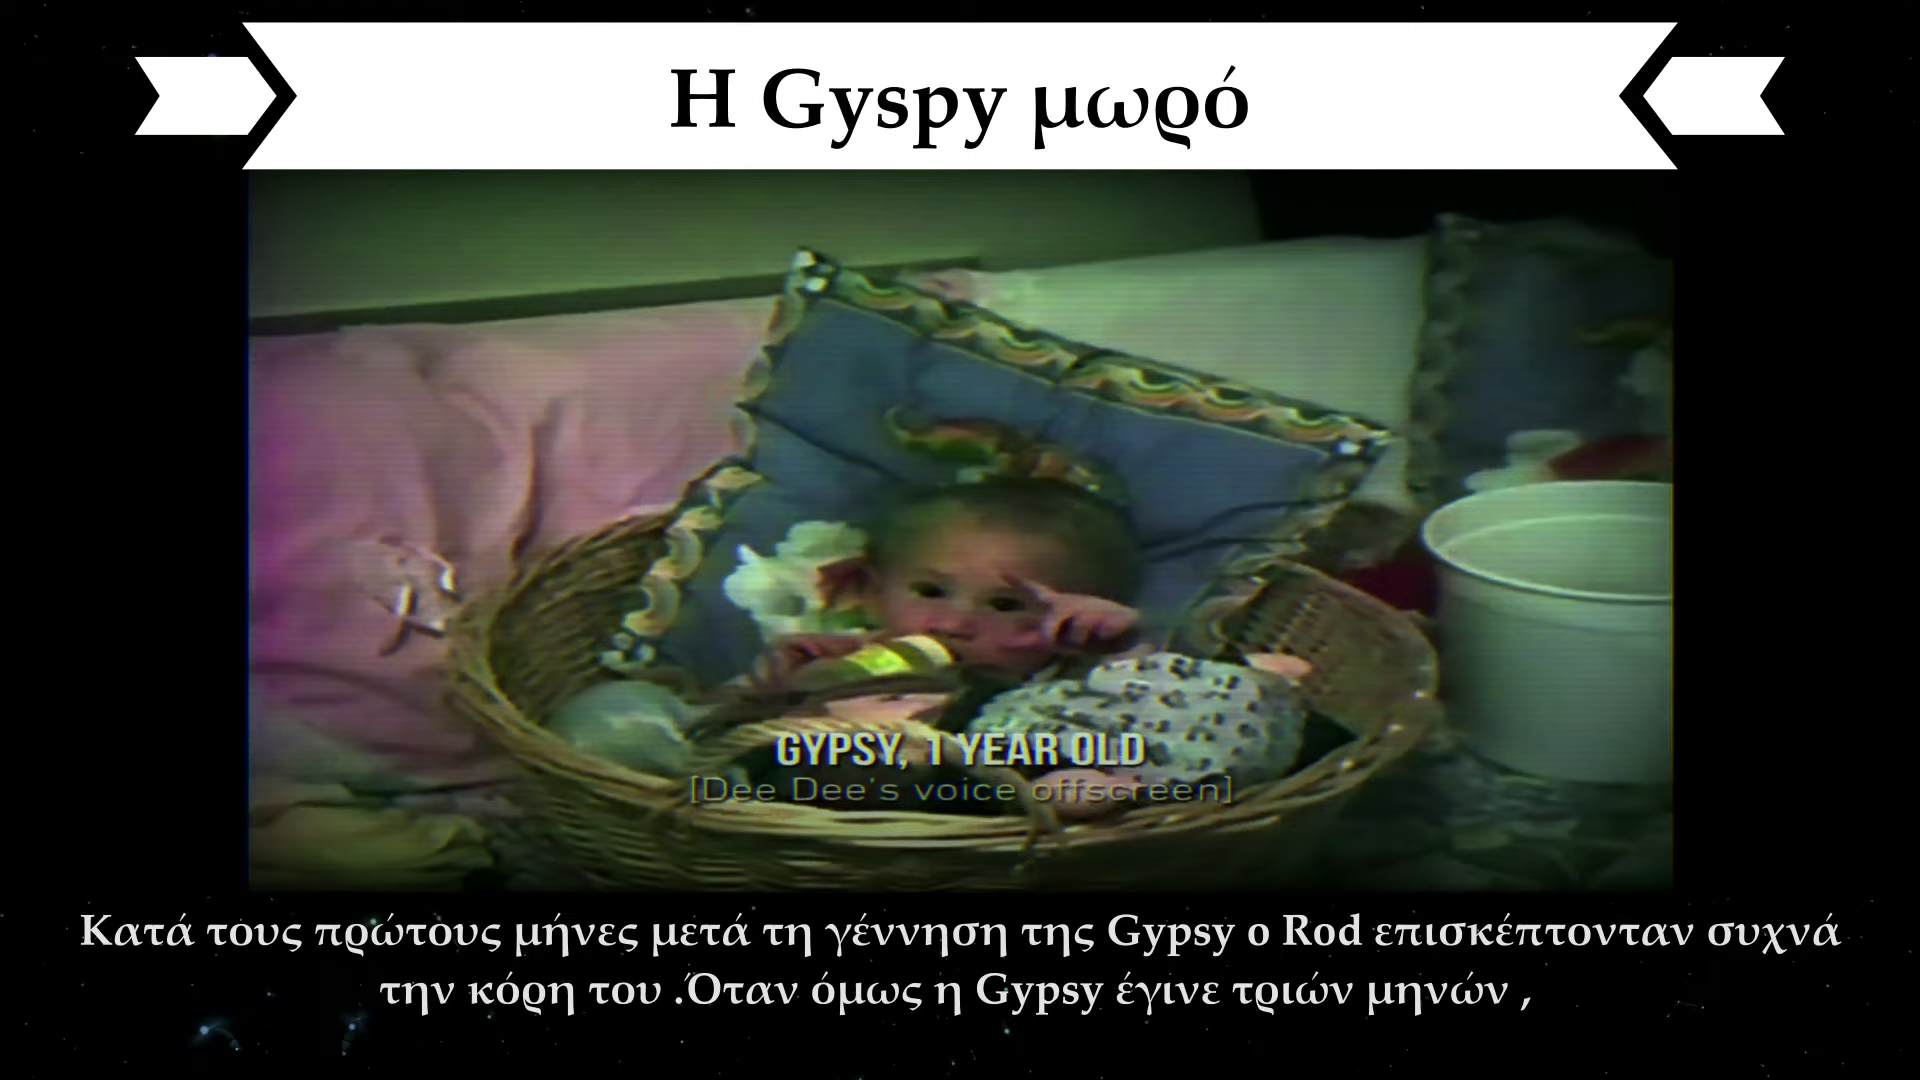 Η Gyspy μωρό
GYPSY, 1 YEAR OLD
[Dee Dee's voice offscreen]
Κατά τους πρώτους μήνες μετά τη γέννηση της Gypsy ο Rod επισκέπτονταν συχνά
την κόρη του .Όταν όμως η Gypsy έγινε τριών μηνών ,